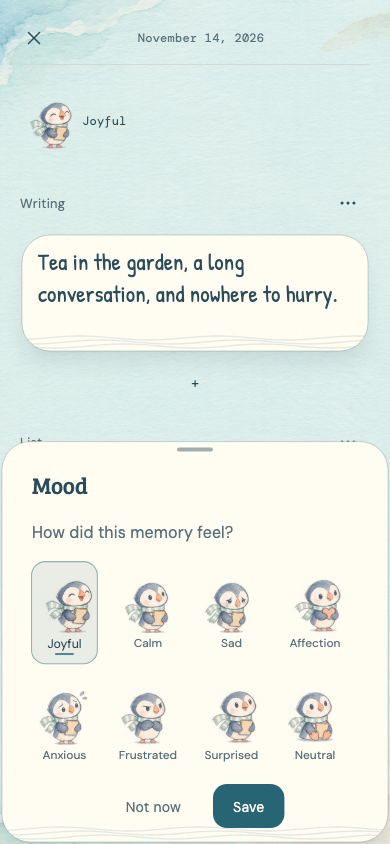 November 14, 2026
Joyful
Writing
Tea in the garden, a long
conversation, and nowhere to hurry.
+
List
Mood
How did this memory feel?
Joyful Calm Sad Affection
Anxious Frustrated Surprised Neutral
Not now Save